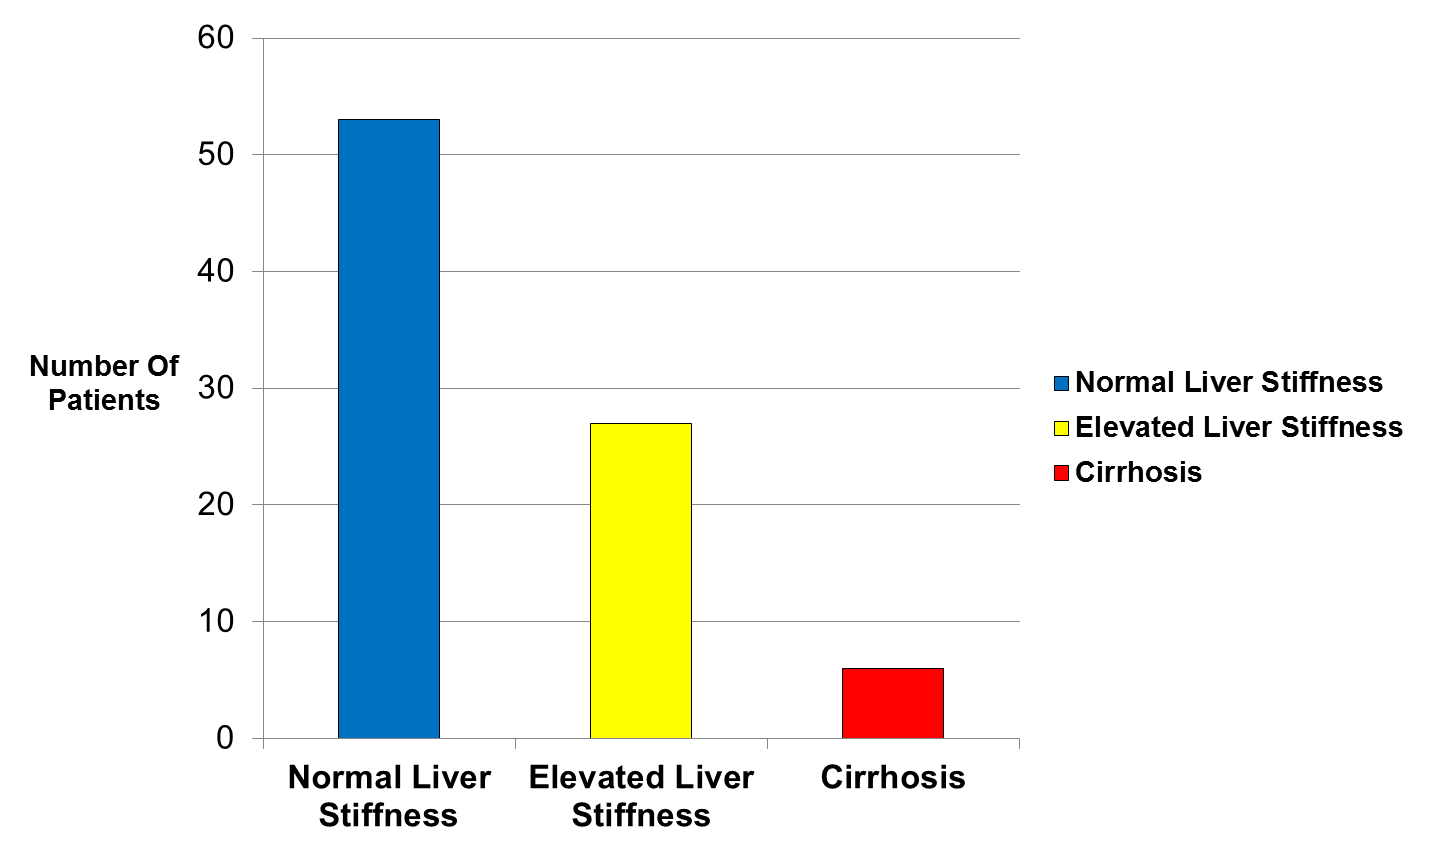 60
50
40
30
20
10
0
Number Of
Patients
Normal Liver
Stiffness
Elevated Liver
Stiffness
Cirrhosis
Normal Liver Stiffness
Elevated Liver Stiffness
Cirrhosis